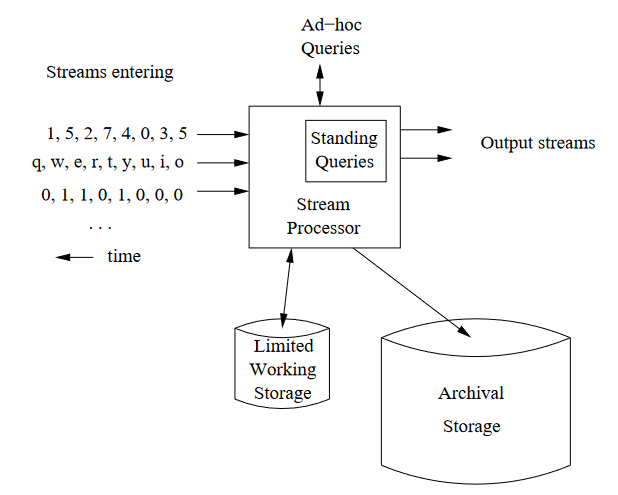 Ad-hoc
Queries
Streams entering
1, 5, 2, 7, 4, 0, 3, 5
q, w, e, r, t, y, u, i, o
0, 1, 1, 0, 1, 0, 0, 0
. . .
time
Standing
Queries
Stream
Processor
Output streams
Limited
Working
Storage
Archival
Storage